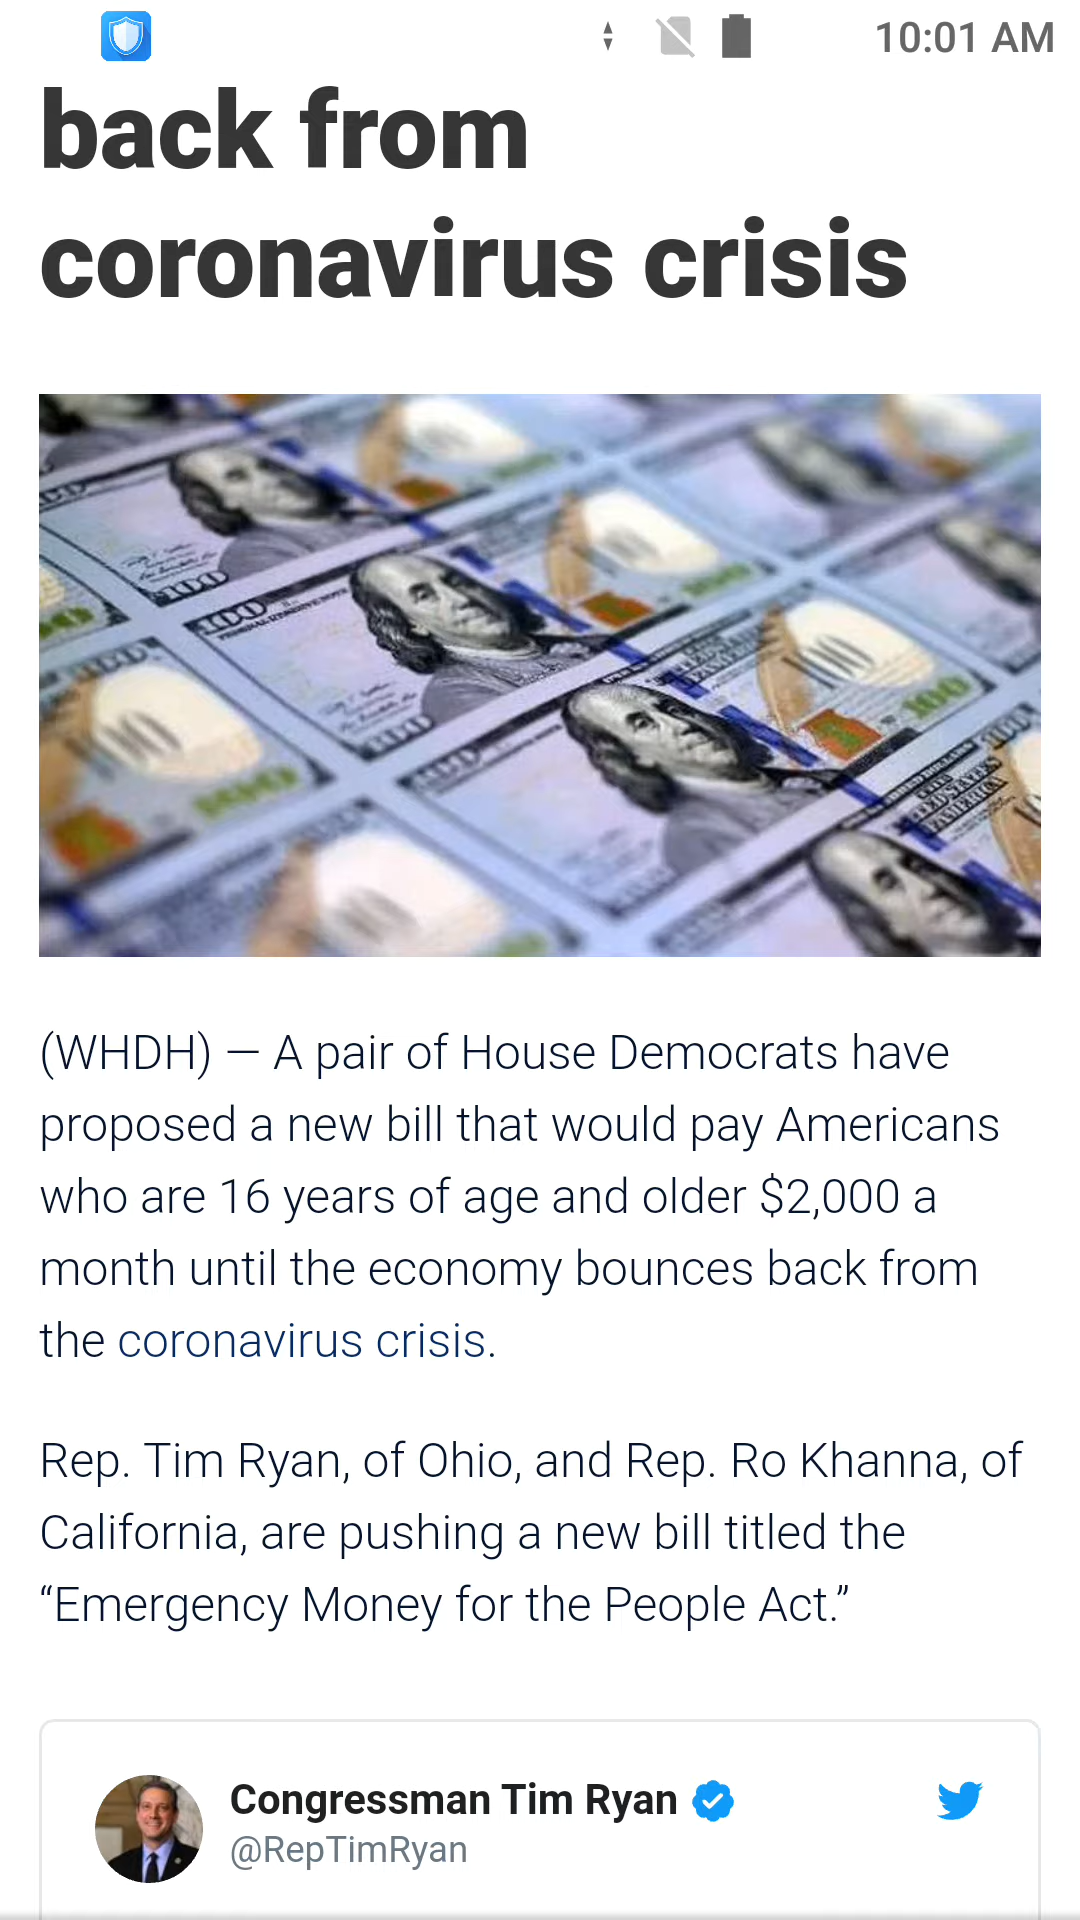 10:01 AM
back from
coronavirus crisis
(WHDH) — A pair of House Democrats have
proposed a new bill that would pay Americans
who are 16 years of age and older $2,000 a
month until the economy bounces back from
the coronavirus crisis.
Rep. Tim Ryan, of Ohio, and Rep. Ro Khanna, of
California, are pushing a new bill titled the
“Emergency Money for the People Act.”
Congressman Tim Ryan
@RepTimRyan